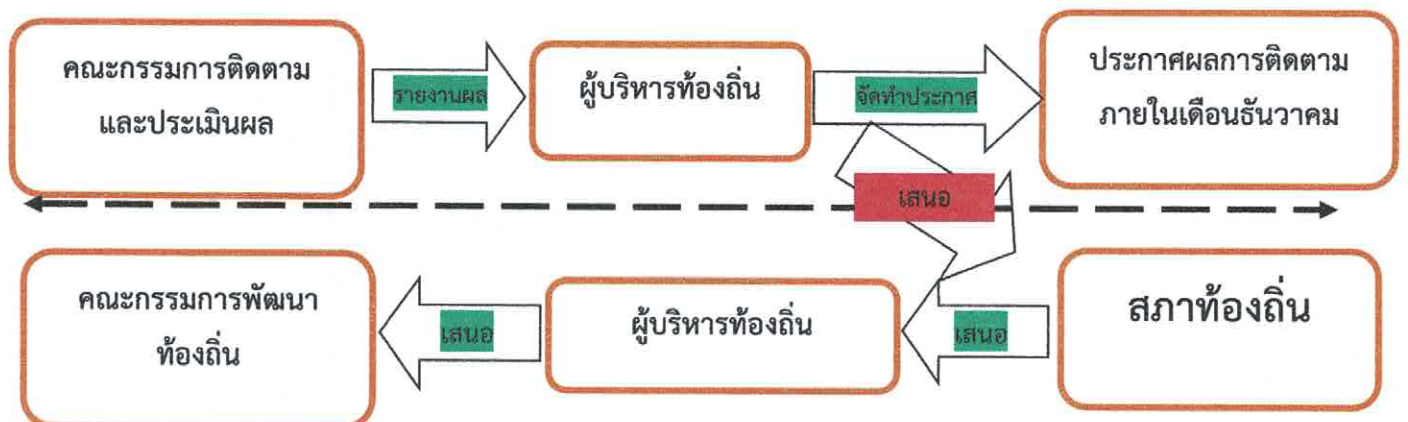 คณะกรรมการติดตาม
และประเมินผล
รายงานผล
ผู้บริหารท้องถิ่น
จัดทำประกาศ
ประกาศผลการติดตาม
ภายในเดือนธันวาคม
เสนอ
คณะกรรมการพัฒนา
ท้องถิ่น
เสนอ
ผู้บริหารท้องถิ่น
เสนอ
สภาท้องถิ่น